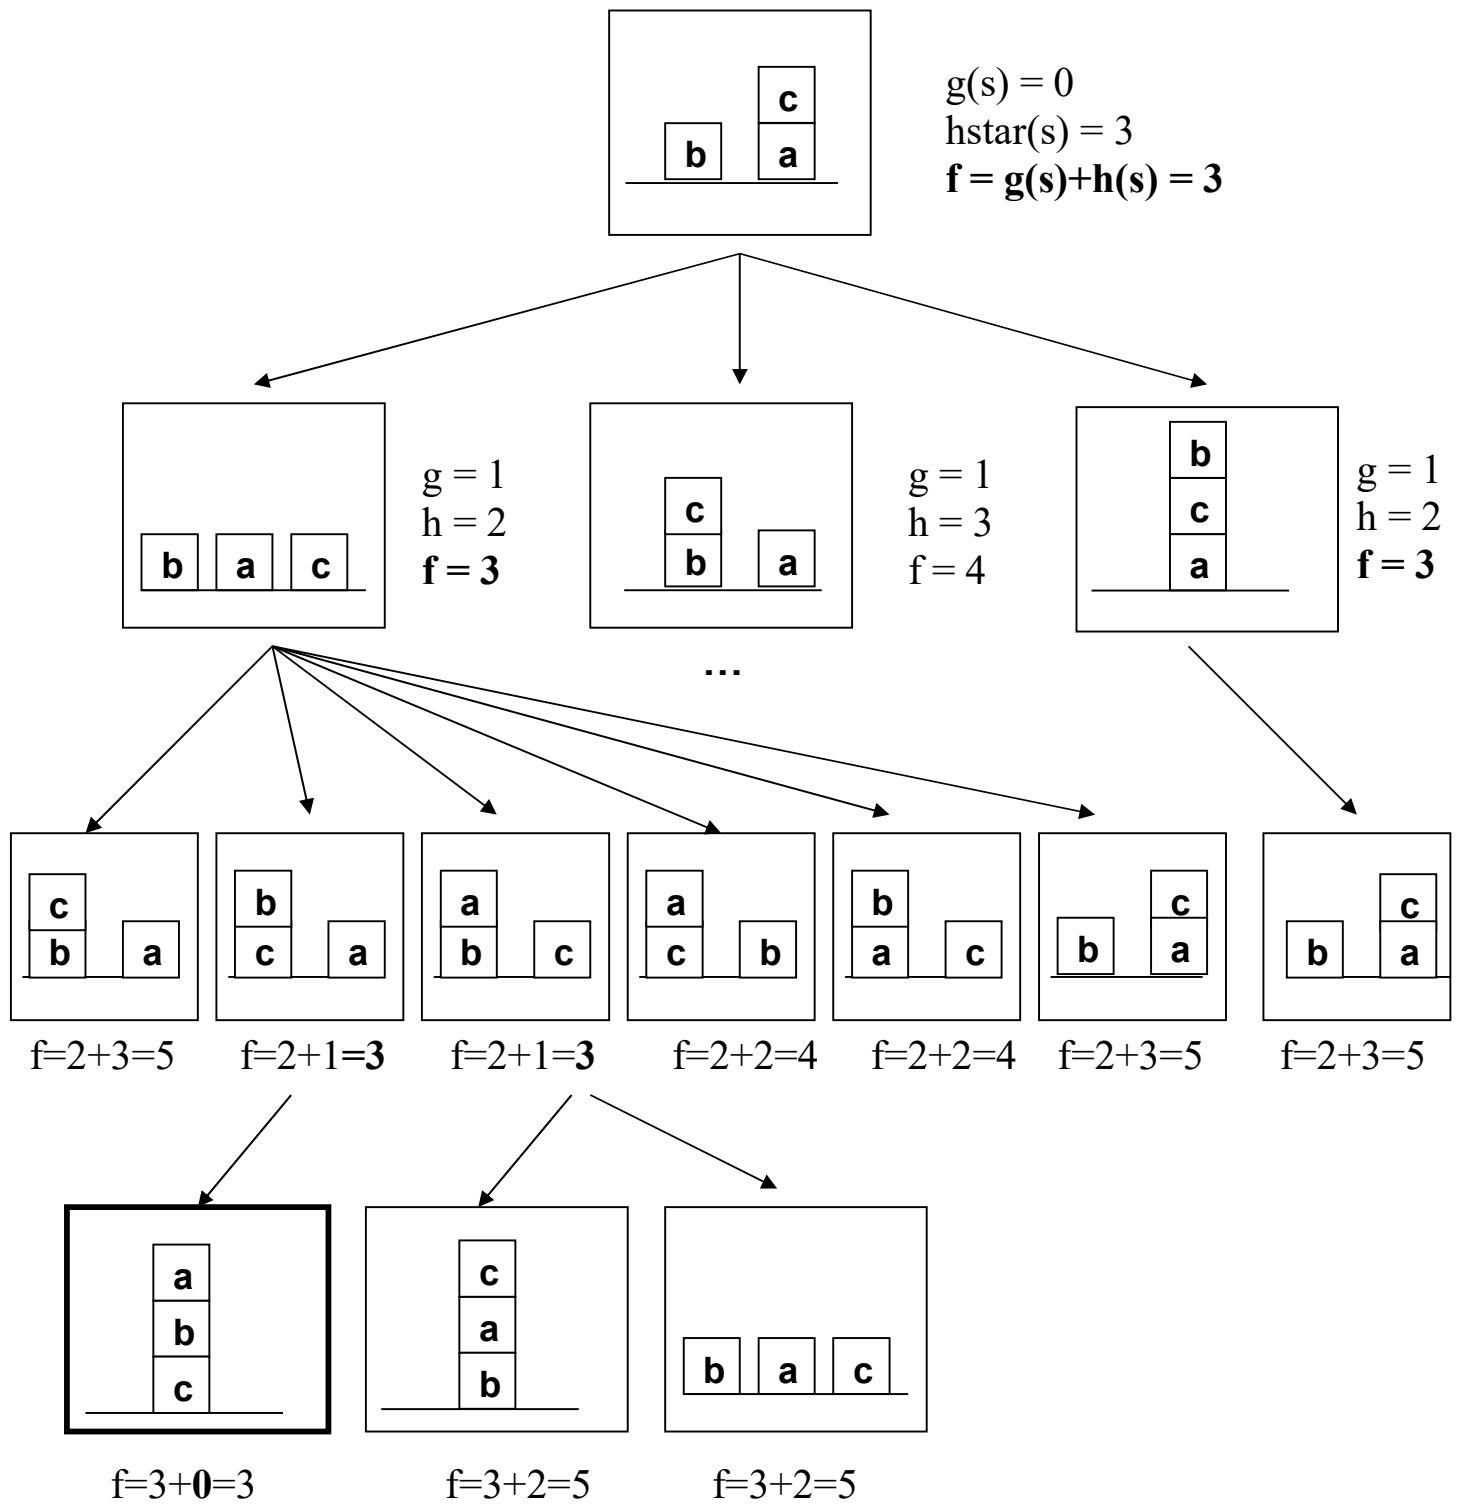 c
b a
g(s) = 0
hstar(s) = 3
f = g(s)+h(s) = 3
b a c
g = 1
h = 2
f = 3
c
b a
g = 1
h = 3
f = 4
b
c
a
g = 1
h = 2
f = 3
...
c
b a
b
c a
a
b c
a
c b
b
a c
c
b a
c
b a
f=2+3=5
f=2+1=3
f=2+1=3
f=2+2=4
f=2+2=4
f=2+3=5
f=2+3=5
a
b
c
c
a
b
b a c
f=3+0=3
f=3+2=5
f=3+2=5